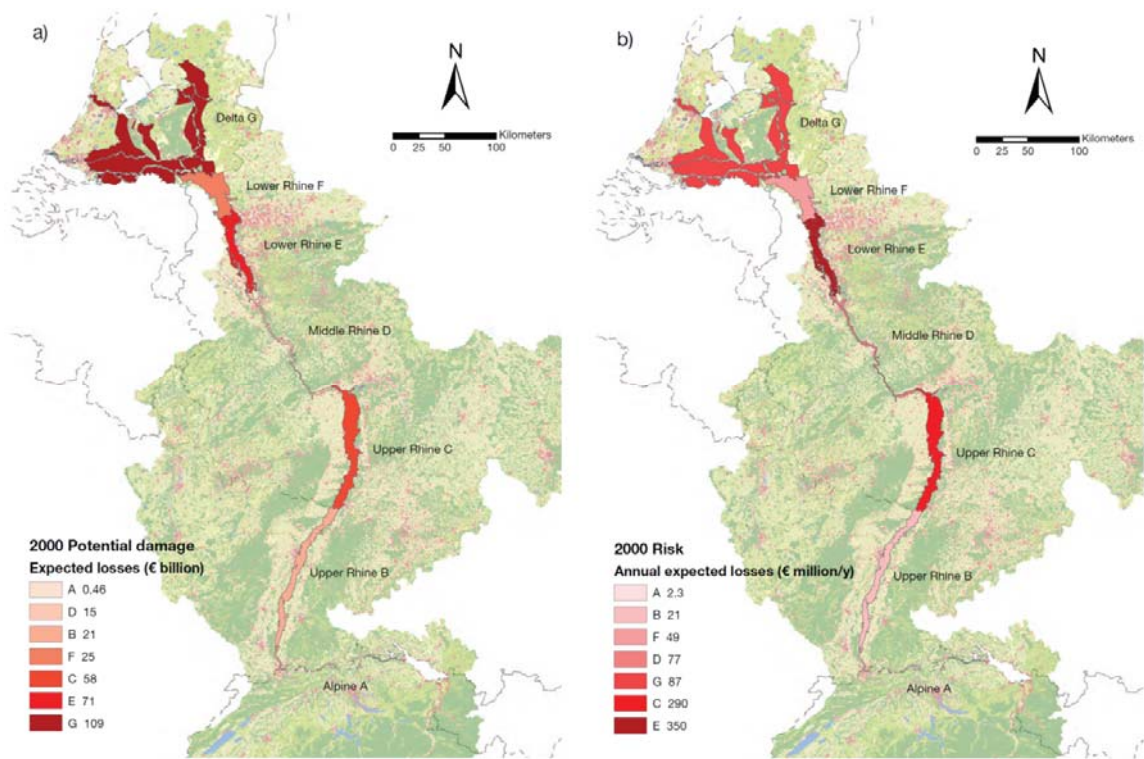 a)
N
Kilometers
0 25 50 100
Delta G
Lower Rhine F
Lower Rhine E
Middle Rhine D
Upper Rhine C
Upper Rhine B
Alpine A
2000 Potential damage
Expected losses (€ billion)
A 0.46
D 15
B 21
F 25
C 58
E 71
G 109
b)
N
Kilometers
0 25 50 100
Delta G
Lower Rhine F
Lower Rhine E
Middle Rhine D
Upper Rhine C
Upper Rhine B
Alpine A
2000 Risk
Annual expected losses (€ million/y)
A 2.3
B 21
F 49
D 77
G 87
C 290
E 350